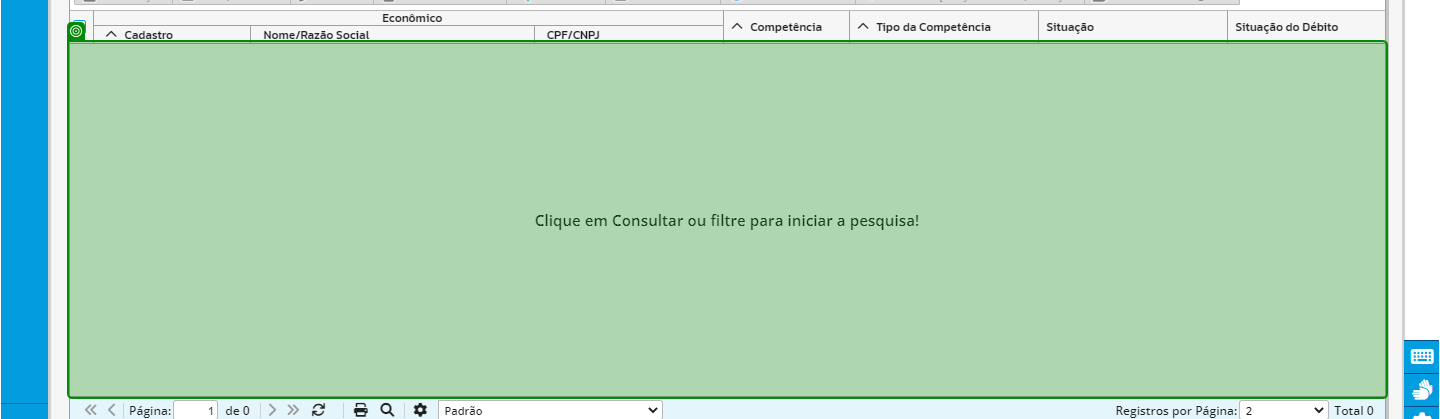 Econômico
Cadastro Nome/Razão Social CPF/CNPJ Competência Tipo da Competência Situação Situação do Débito
Clique em Consultar ou filtre para iniciar a pesquisa!
Página: 1 de 0 Padrão Registros por Página: 2 Total 0